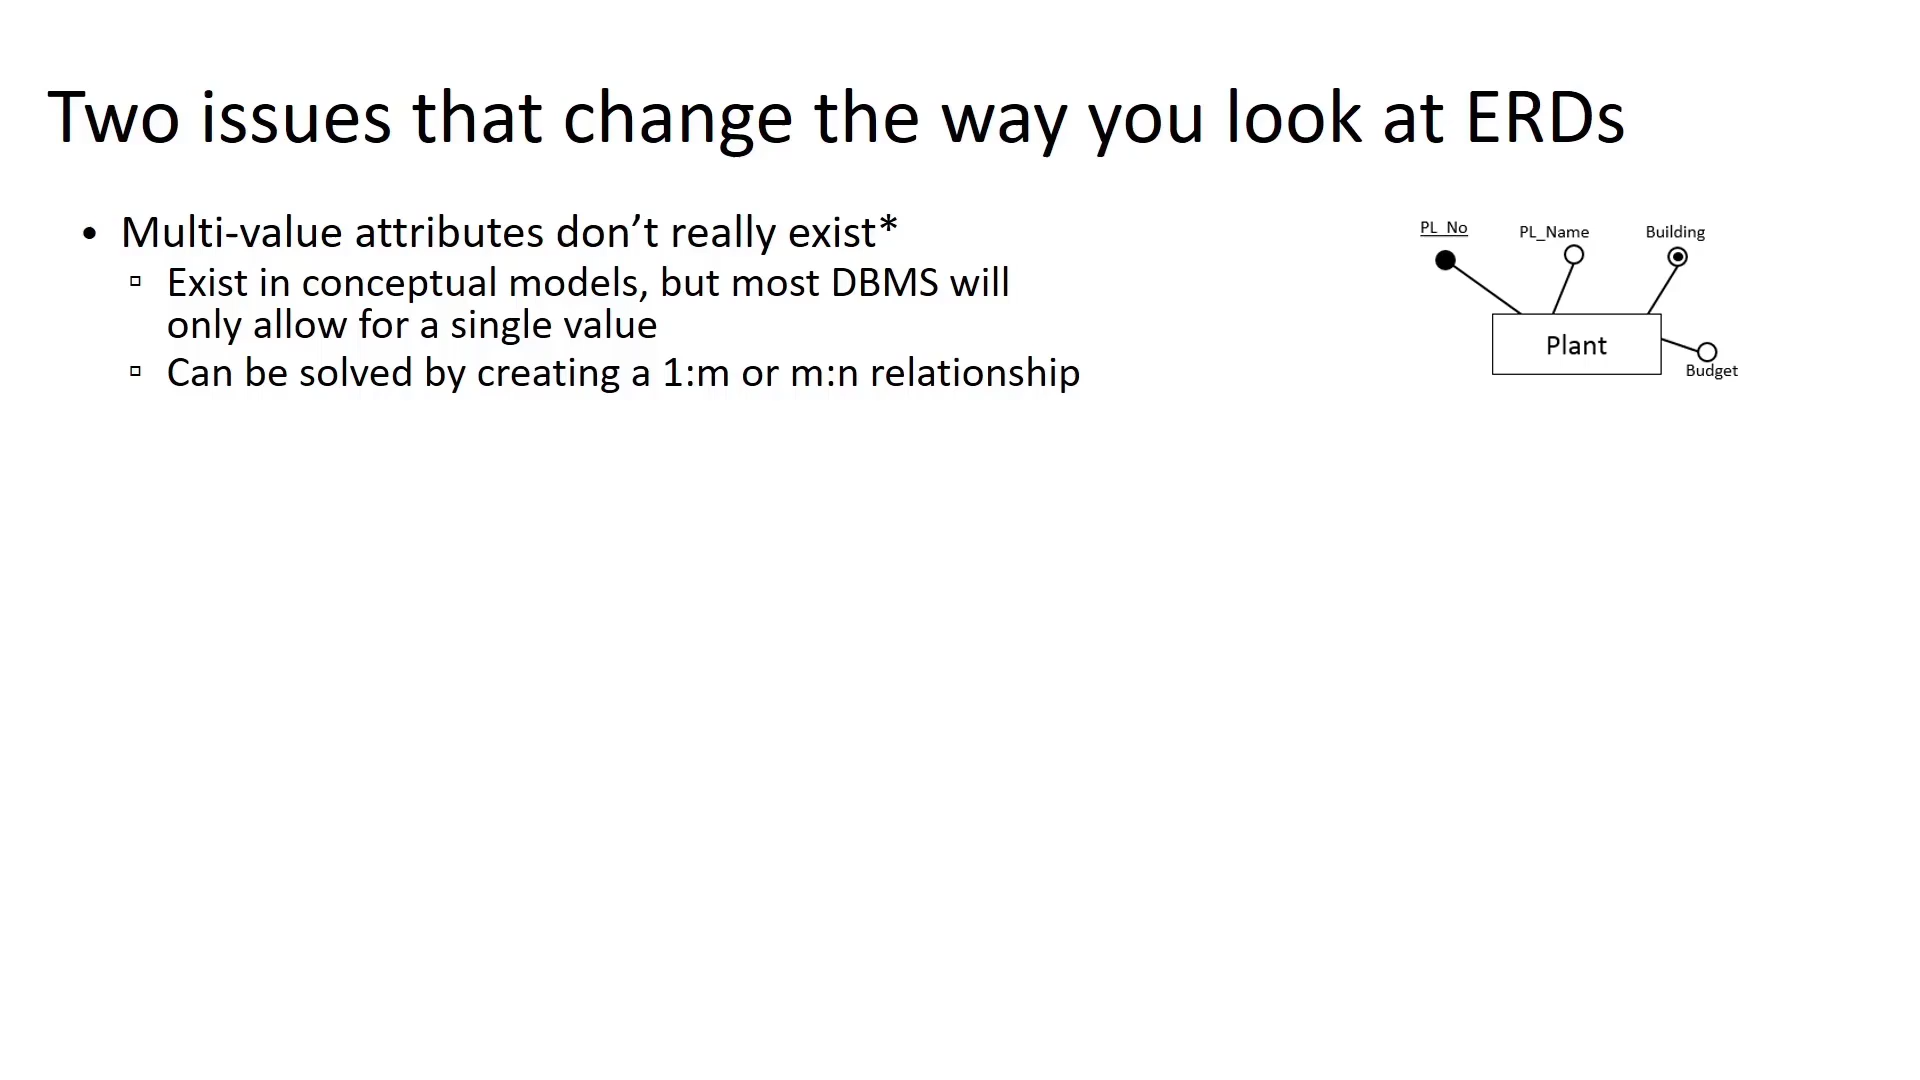 Two issues that change the way you look at ERDs
• Multi-value attributes don’t really exist*
▫ Exist in conceptual models, but most DBMS will
only allow for a single value
▫ Can be solved by creating a 1:m or m:n relationship
PL_No
PL_Name
Building
Plant
Budget